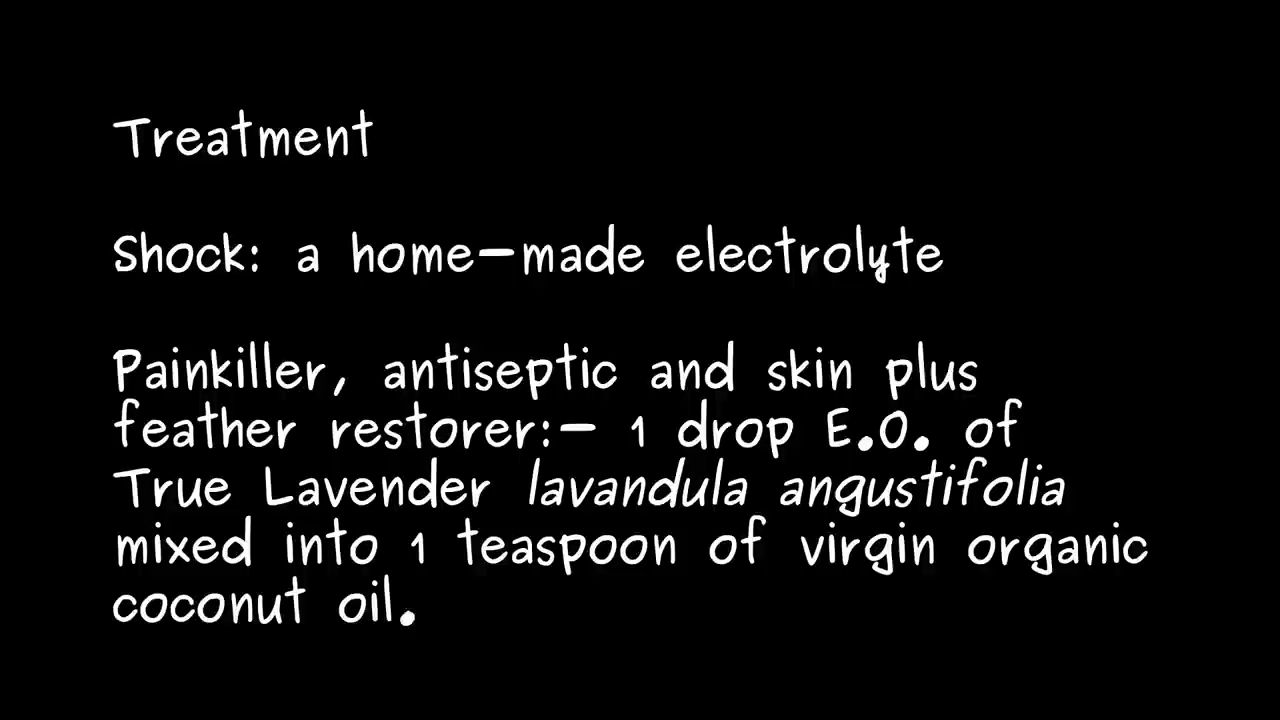 Treatment
Shock: a home-made electrolyte
Painkiller, antiseptic and skin plus
feather restorer:- 1 drop E.O. of
True Lavender lavandula angustifolia
mixed into 1 teaspoon of virgin organic
coconut oil.